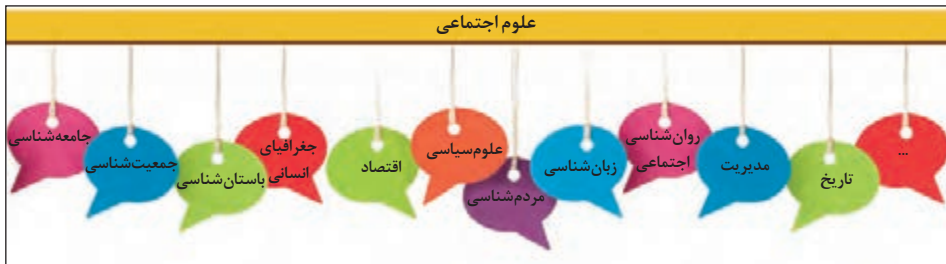 علوم اجتماعی
...
تاریخ
مدیریت
روان‌شناسی
اجتماعی
زبان‌شناسی
مردم‌شناسی
علوم‌سیاسی
اقتصاد
جغرافیای
انسانی
باستان‌شناسی
جمعیت‌شناسی
جامعه‌شناسی